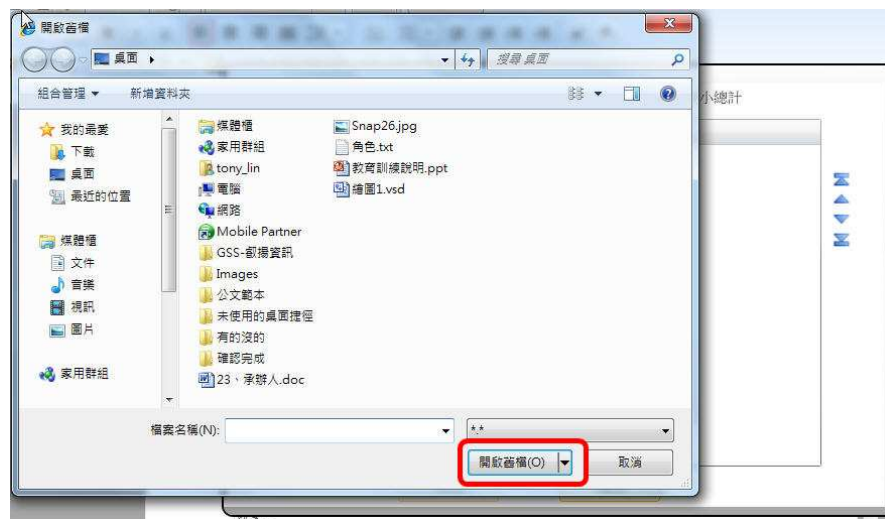 開啟舊檔
桌面
搜尋 桌面
組合管理
新增資料夾
小總計
我的最愛
下載
桌面
最近的位置
媒體櫃
文件
音樂
視訊
圖片
家用群組
媒體櫃
家用群組
tony_lin
電腦
網路
Mobile Partner
GSS-叡揚資訊
Images
公文範本
未使用的桌面捷徑
有的沒的
確認完成
23、承辦人.doc
Snap26.jpg
角色.txt
教育訓練說明.ppt
繪圖1.vsd
檔案名稱(N):
*.*
開啟舊檔(O)
取消